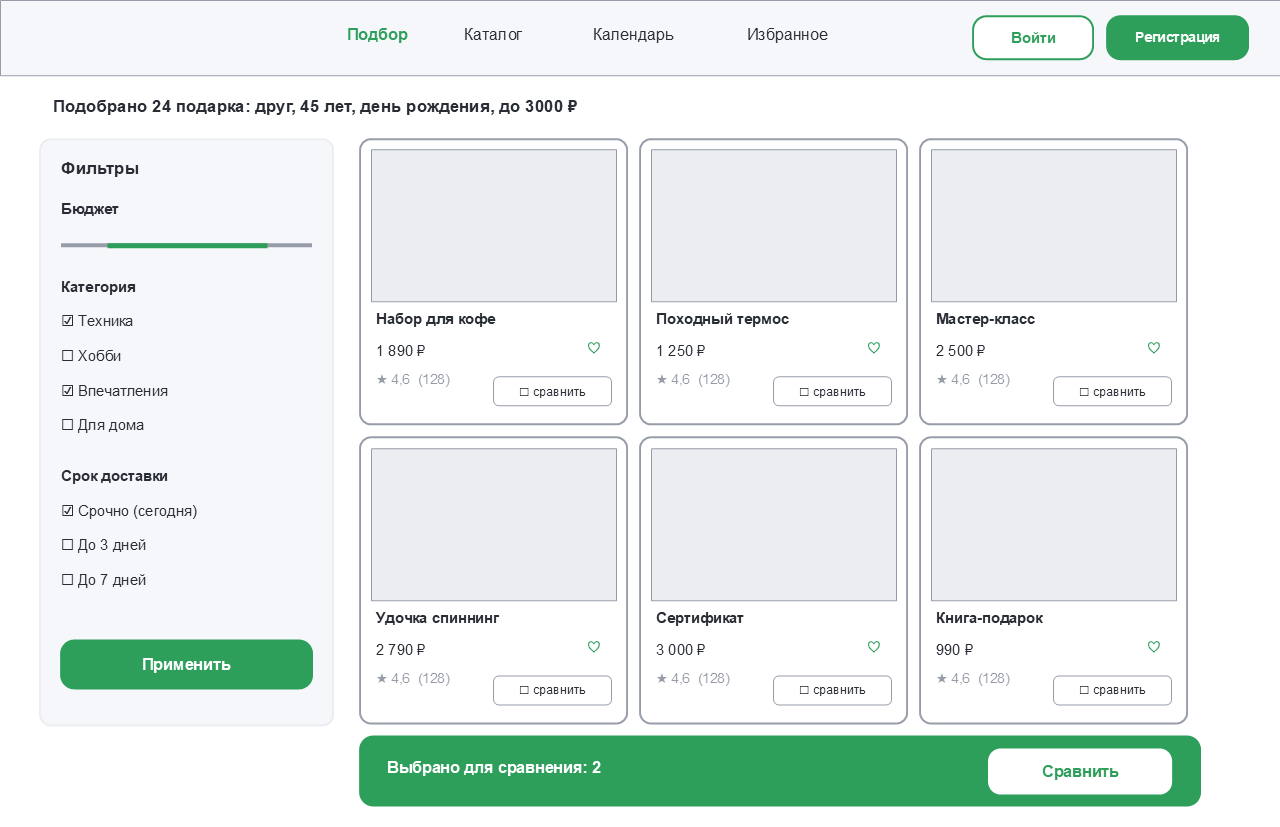 Подбор Каталог Календарь Избранное Войти Регистрация
Подобрано 24 подарка: друг, 45 лет, день рождения, до 3000 ₽
Фильтры
Бюджет
Категория
☑ Техника
☐ Хобби
☑ Впечатления
☐ Для дома
Срок доставки
☑ Срочно (сегодня)
☐ До 3 дней
☐ До 7 дней
Применить
Набор для кофе
1 890 ₽ ♡
★ 4,6 (128)
☐ сравнить
Походный термос
1 250 ₽ ♡
★ 4,6 (128)
☐ сравнить
Мастер-класс
2 500 ₽ ♡
★ 4,6 (128)
☐ сравнить
Удочка спиннинг
2 790 ₽ ♡
★ 4,6 (128)
☐ сравнить
Сертификат
3 000 ₽ ♡
★ 4,6 (128)
☐ сравнить
Книга-подарок
990 ₽ ♡
★ 4,6 (128)
☐ сравнить
Выбрано для сравнения: 2
Сравнить